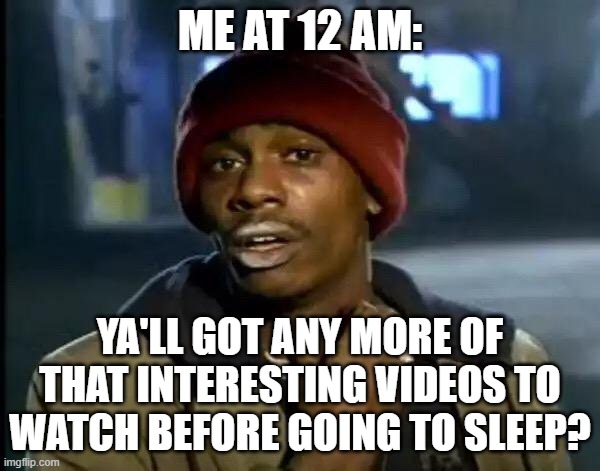 ME AT 12 AM:
YA'LL GOT ANY MORE OF
THAT INTERESTING VIDEOS TO
WATCH BEFORE GOING TO SLEEP?
imgflip.com